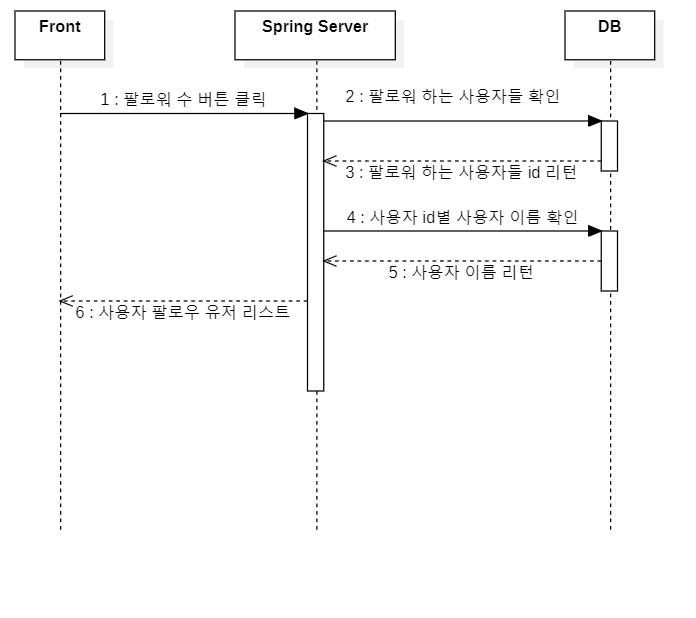 Front
Spring Server
DB
1 : 팔로워 수 버튼 클릭
2 : 팔로워 하는 사용자들 확인
3 : 팔로워 하는 사용자들 id 리턴
4 : 사용자 id별 사용자 이름 확인
5 : 사용자 이름 리턴
6 : 사용자 팔로우 유저 리스트